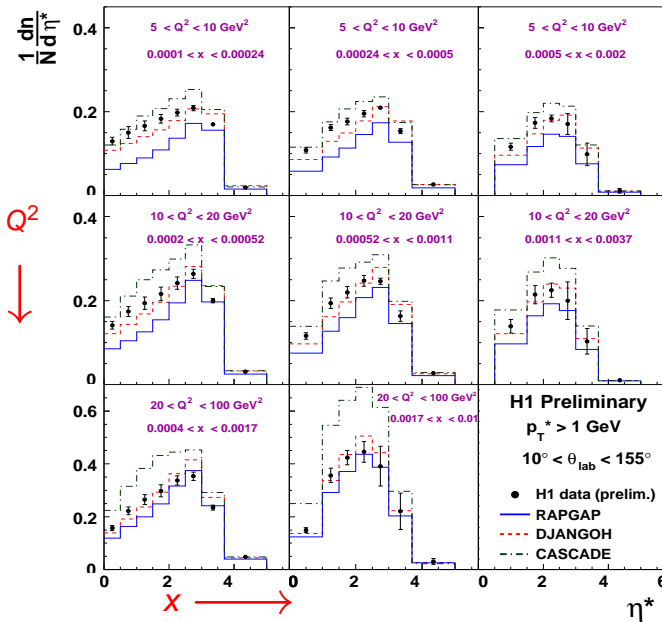 1/N dn/d η*
5 < Q² < 10 GeV²
0.0001 < x < 0.00024
5 < Q² < 10 GeV²
0.00024 < x < 0.0005
5 < Q² < 10 GeV²
0.0005 < x < 0.002
0.4
0.2
0
10 < Q² < 20 GeV²
0.0002 < x < 0.00052
10 < Q² < 20 GeV²
0.00052 < x < 0.0011
10 < Q² < 20 GeV²
0.0011 < x < 0.0037
Q²
0.4
0.2
0
20 < Q² < 100 GeV²
0.0004 < x < 0.0017
20 < Q² < 100 GeV²
0.0017 < x < 0.01
0.6
0.4
0.2
0
H1 Preliminary
p_T* > 1 GeV
10° < θ_lab < 155°
H1 data (prelim.)
RAPGAP
DJANGOH
CASCADE
0 2 4
0 2 4
0 2 4
x
η*